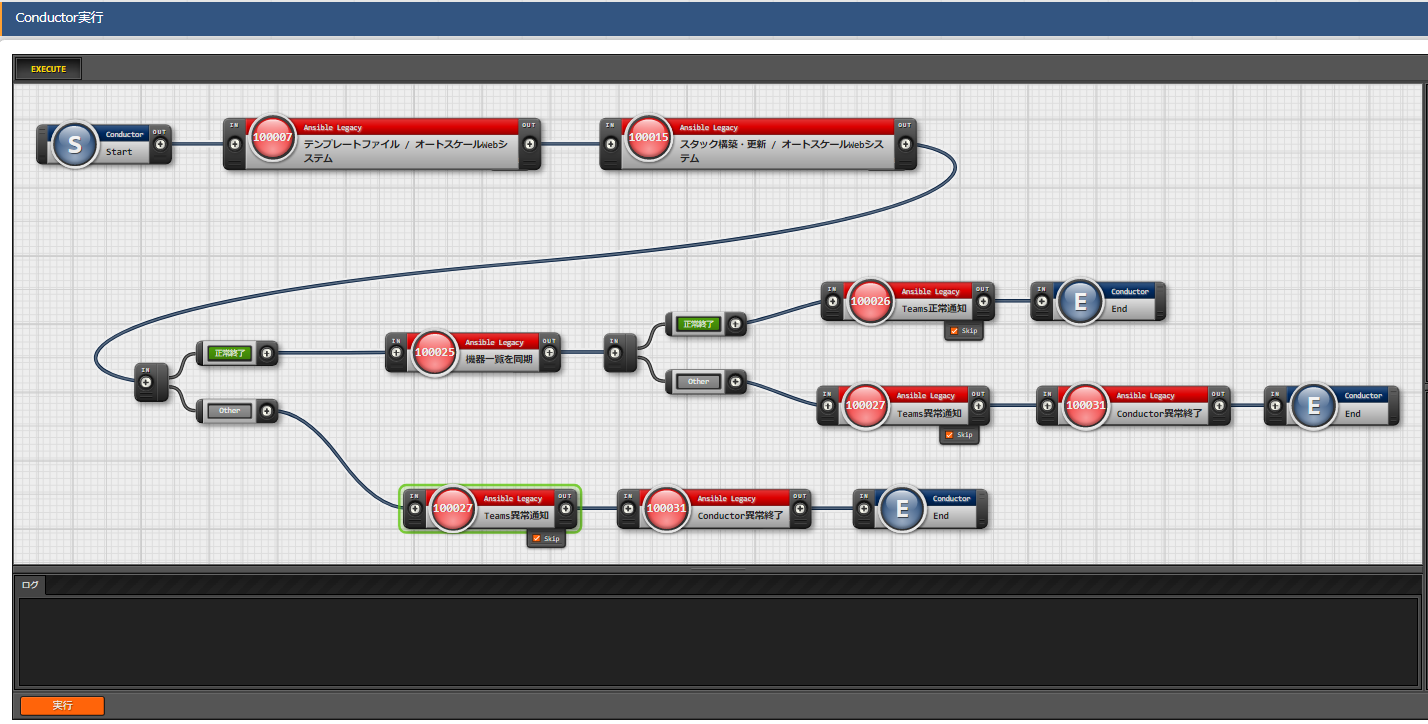 Conductor実行
EXECUTE
S
Conductor
Start
OUT
IN
100007
Ansible Legacy
テンプレートファイル / オートスケールWebシ
ステム
OUT
IN
100015
Ansible Legacy
スタック構築・更新 / オートスケールWebシス
テム
OUT
IN
正常終了
Other
IN
100025
Ansible Legacy
機器一覧を同期
OUT
IN
正常終了
Other
IN
100026
Ansible Legacy
Teams正常通知
OUT
Skip
IN
E
Conductor
End
IN
100027
Ansible Legacy
Teams異常通知
OUT
Skip
IN
100031
Ansible Legacy
Conductor異常終了
OUT
IN
E
Conductor
End
IN
100027
Ansible Legacy
Teams異常通知
OUT
Skip
IN
100031
Ansible Legacy
Conductor異常終了
OUT
IN
E
Conductor
End
ログ
実行